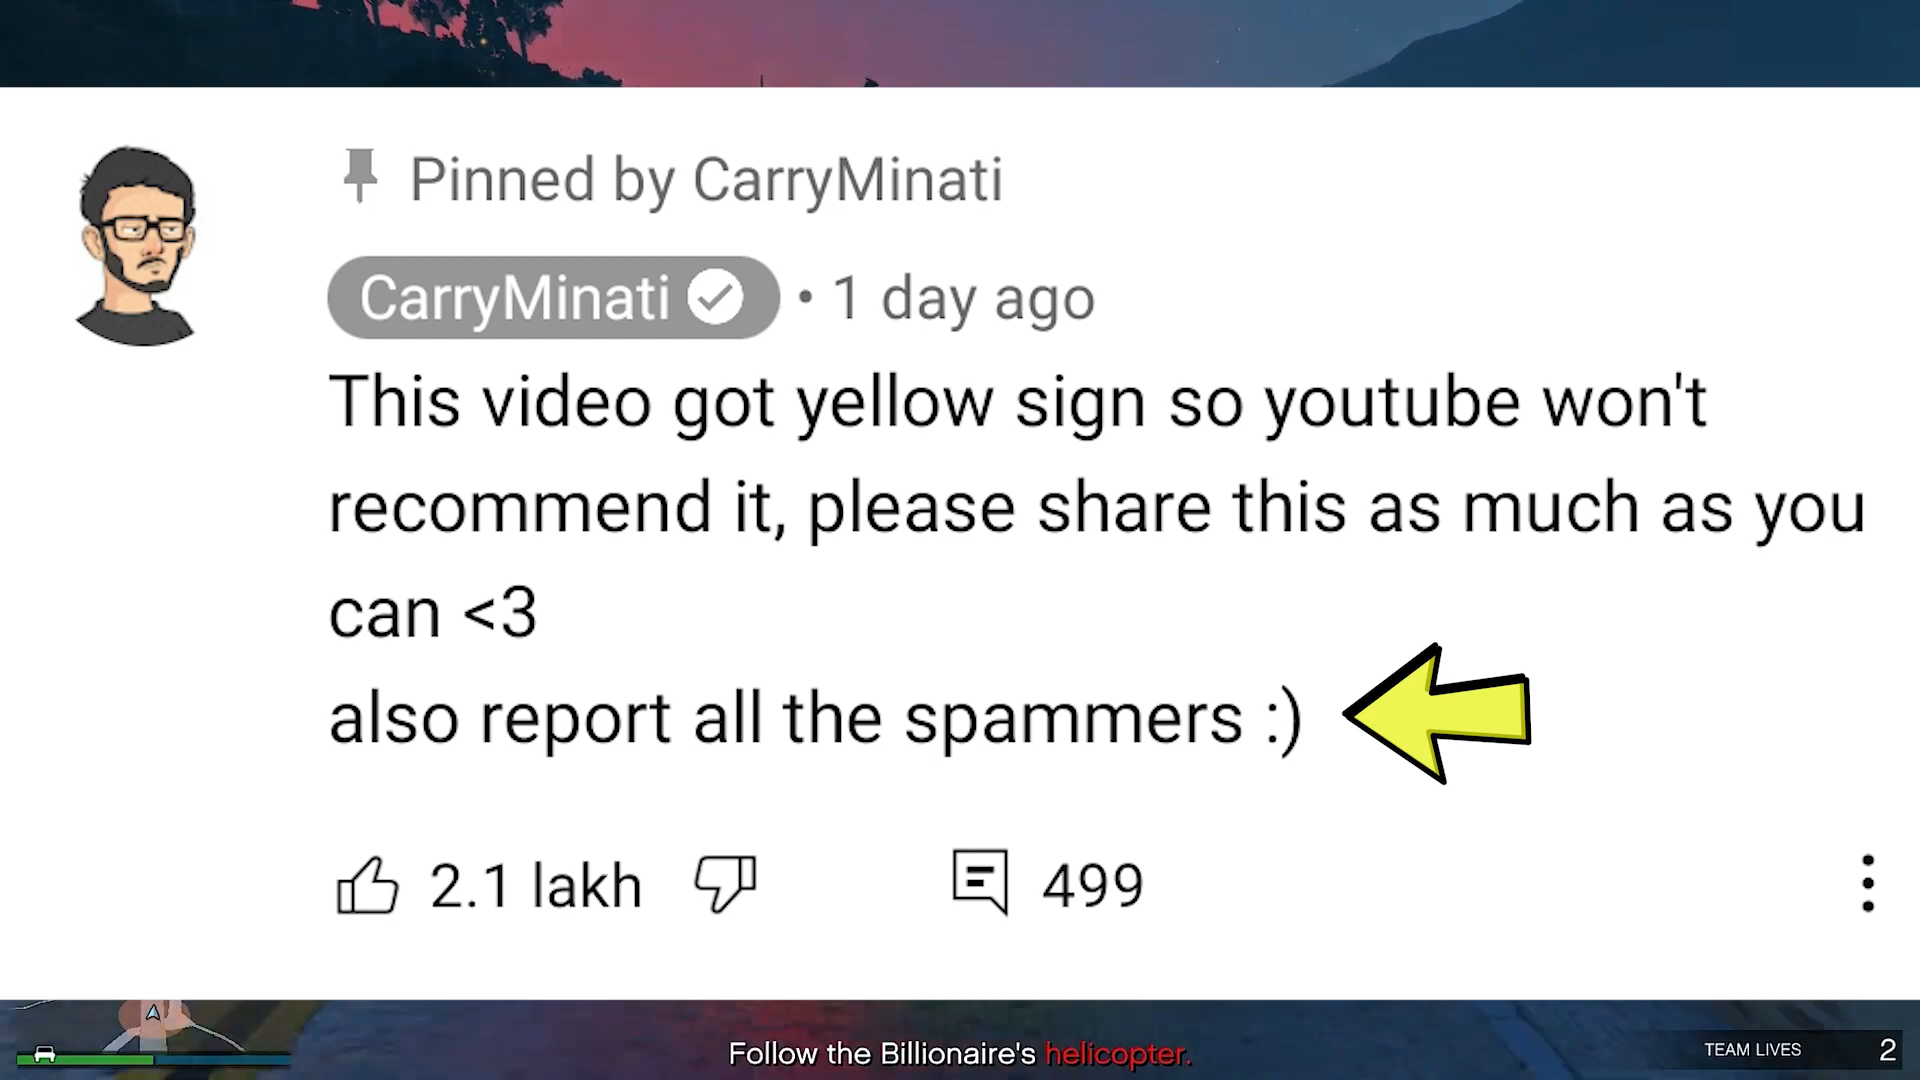 Pinned by CarryMinati
CarryMinati • 1 day ago
This video got yellow sign so youtube won't
recommend it, please share this as much as you
can <3
also report all the spammers :)
2.1 lakh 499
Follow the Billionaire's helicopter.
TEAM LIVES 2